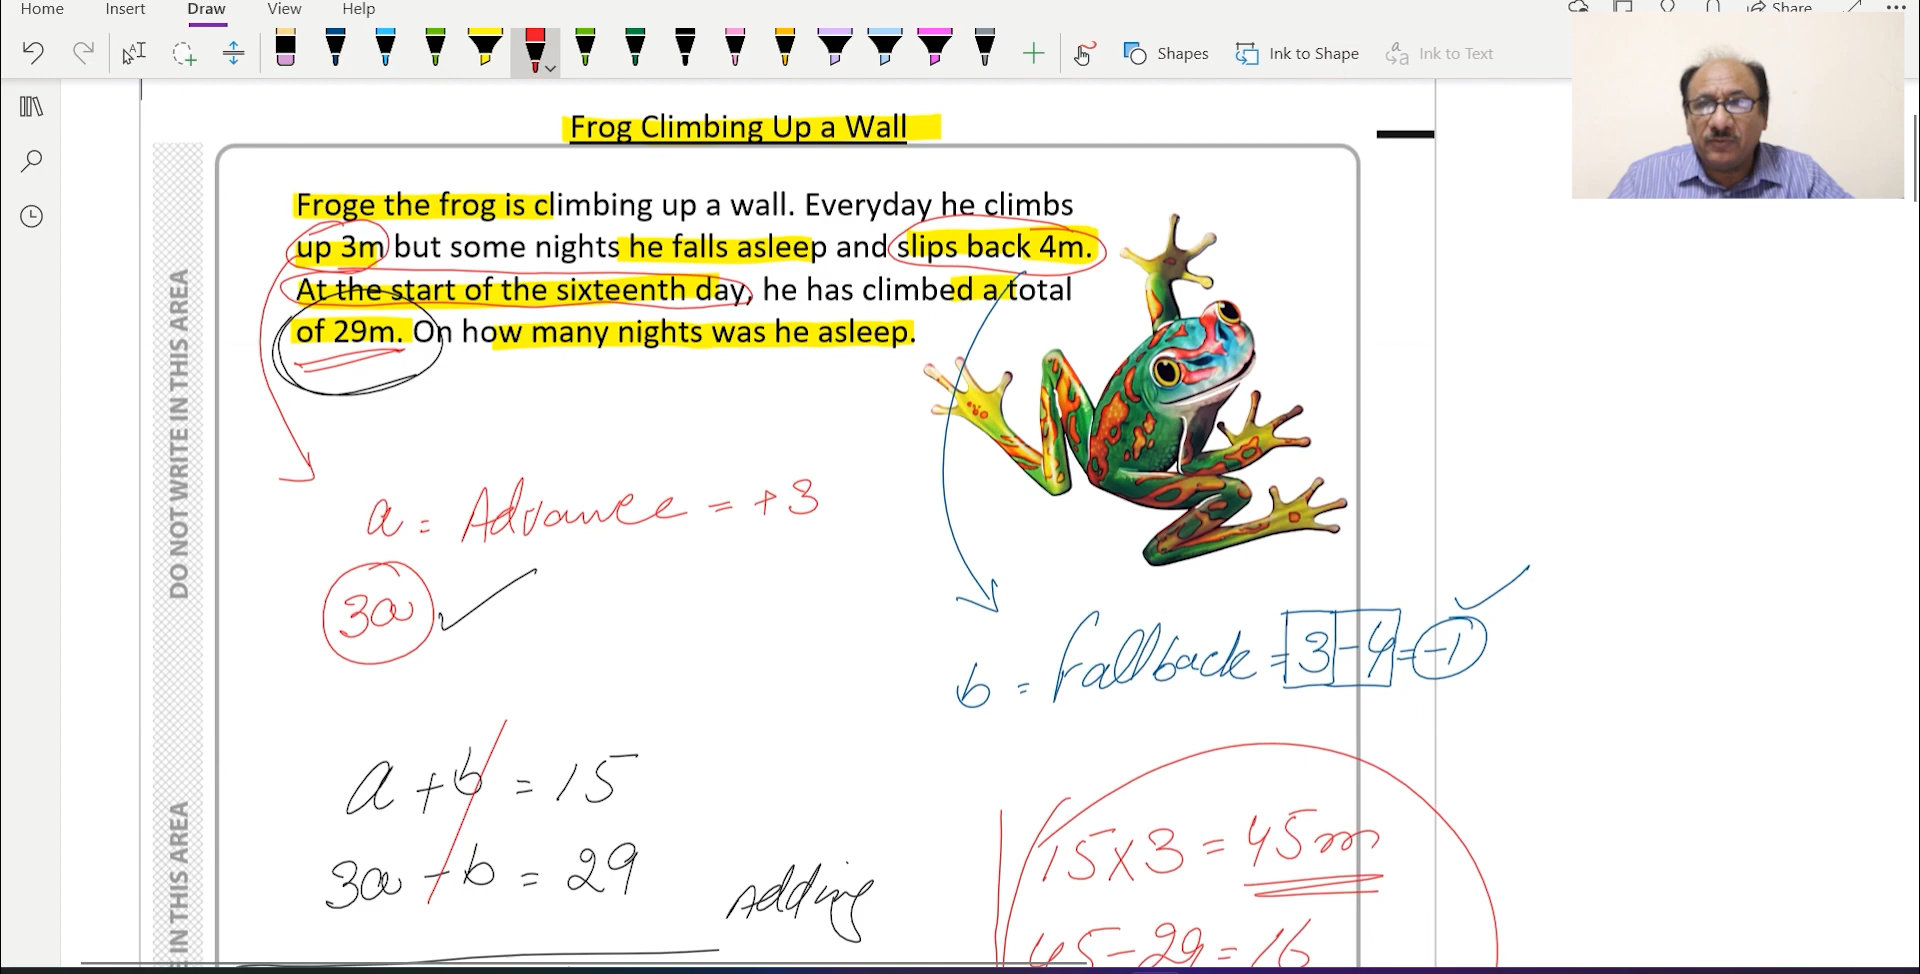 Home Insert Draw View Help
Share
Shapes Ink to Shape Ink to Text
Frog Climbing Up a Wall
Froge the frog is climbing up a wall. Everyday he climbs
up 3m but some nights he falls asleep and slips back 4m.
At the start of the sixteenth day, he has climbed a total
of 29m. On how many nights was he asleep.
DO NOT WRITE IN THIS AREA
a = Advance = +3
3a
b = fallback = 3 - 4 = -1
a + b = 15
3a - b = 29
Adding
15 x 3 = 45m
45 - 29 = 16
E IN THIS AREA